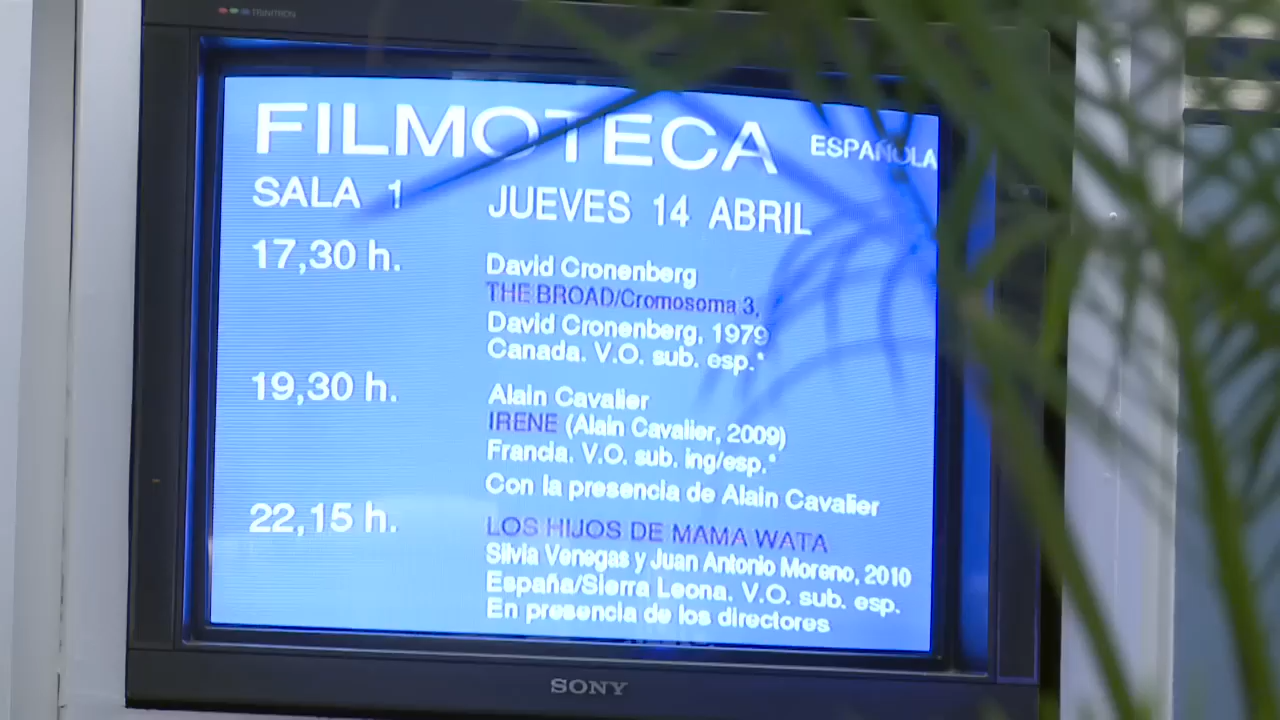 TRINITRON
FILMOTECA ESPAÑOLA
SALA 1 JUEVES 14 ABRIL
17,30 h. David Cronenberg
THE BROAD/Cromosoma 3,
David Cronenberg, 1979
Canada. V.O. sub. esp.*
19,30 h. Alain Cavalier
IRENE (Alain Cavalier, 2009)
Francia. V.O. sub. ing/esp.*
Con la presencia de Alain Cavalier
22,15 h. LOS HIJOS DE MAMA WATA
Silvia Venegas y Juan Antonio Moreno, 2010
España/Sierra Leona. V.O. sub. esp.
En presencia de los directores
SONY